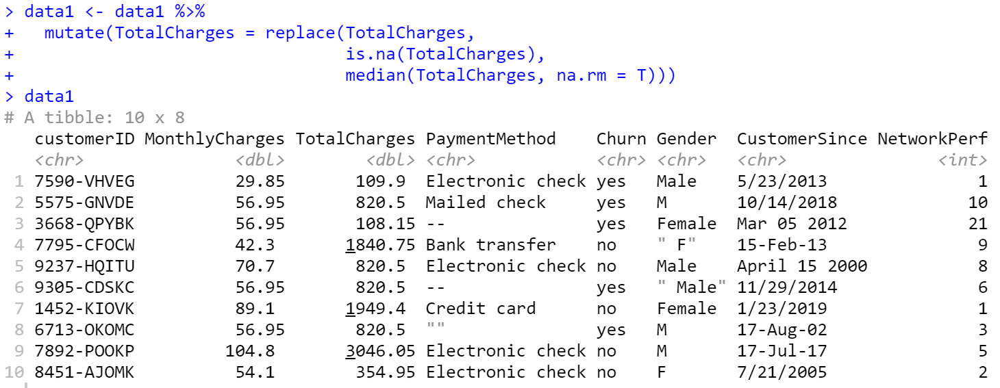 > data1 <- data1 %>%
+   mutate(TotalCharges = replace(TotalCharges,
+                                 is.na(TotalCharges),
+                                 median(TotalCharges, na.rm = T)))
> data1
# A tibble: 10 x 8
   customerID MonthlyCharges TotalCharges PaymentMethod    Churn Gender  CustomerSince NetworkPerf
   <chr>               <dbl>        <dbl> <chr>            <chr> <chr>   <chr>               <int>
 1 7590-VHVEG          29.85       109.9  Electronic check yes   Male    5/23/2013               1
 2 5575-GNVDE          56.95       820.5  Mailed check     yes   M       10/14/2018             10
 3 3668-QPYBK          56.95       108.15 --               yes   Female  Mar 05 2012            21
 4 7795-CFOCW          42.3       1840.75 Bank transfer    no    " F"    15-Feb-13               9
 5 9237-HQITU          70.7        820.5  Electronic check no    Male    April 15 2000           8
 6 9305-CDSKC          56.95       820.5  --               yes   " Male" 11/29/2014              6
 7 1452-KIOVK          89.1       1949.4  Credit card      no    Female  1/23/2019               1
 8 6713-OKOMC          56.95       820.5  ""               yes   M       17-Aug-02               3
 9 7892-POOKP         104.8       3046.05 Electronic check no    M       17-Jul-17               5
10 8451-AJOMK          54.1        354.95 Electronic check no    F       7/21/2005               2